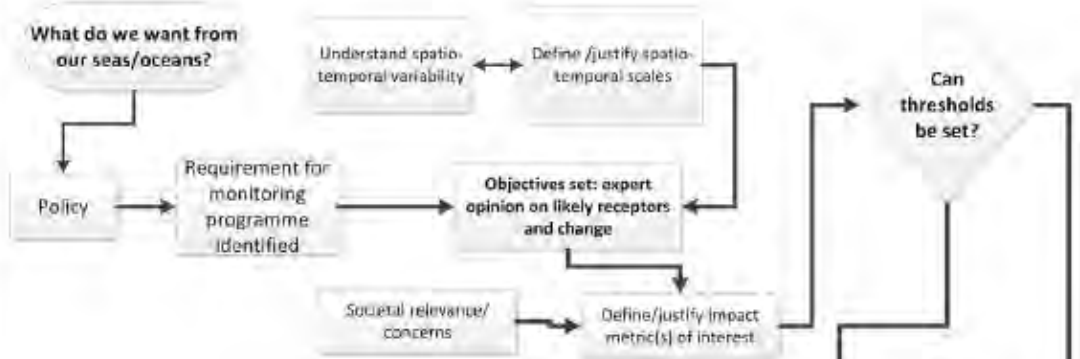 What do we want from
our seas/oceans?
Understand spatio-
temporal variability
Define /justify spatio-
temporal scales
Can
thresholds
be set?
Policy
Requirement for
monitoring
programme
identified
Objectives set: expert
opinion on likely receptors
and change
Societal relevance/
concerns
Define/justify impact
metric(s) of interest